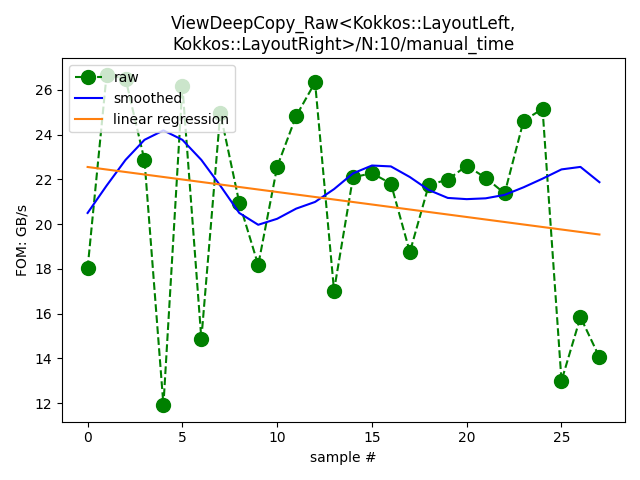 ViewDeepCopy_Raw<Kokkos::LayoutLeft,
Kokkos::LayoutRight>/N:10/manual_time
raw
smoothed
linear regression
FOM: GB/s
26
24
22
20
18
16
14
12
0
5
10
15
20
25
sample #